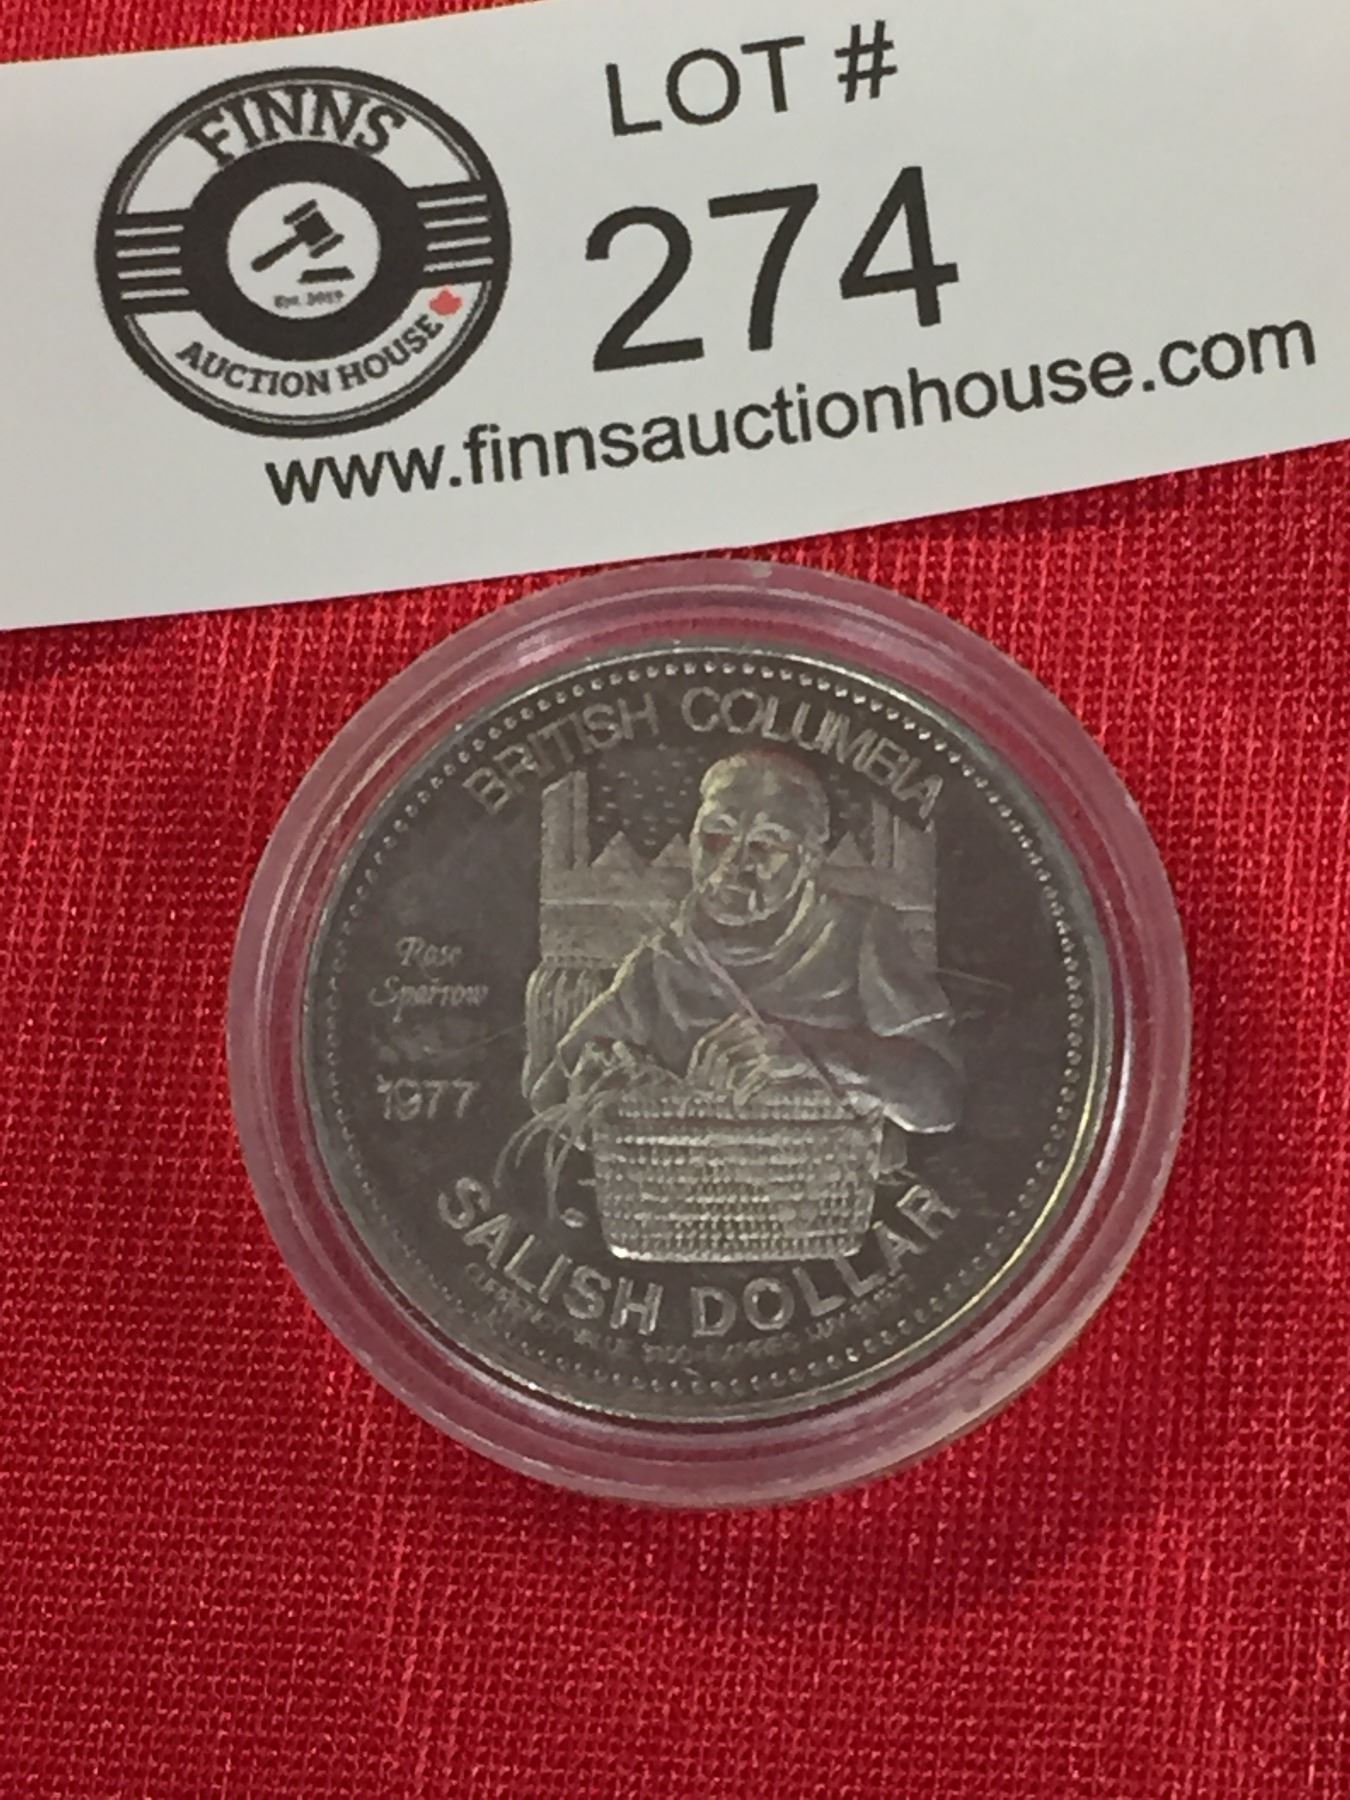 FINNS
Est. 2019
AUCTION HOUSE
LOT #
274
www.finnsauctionhouse.com
BRITISH COLUMBIA
Rose
Sparrow
1977
SALISH DOLLAR